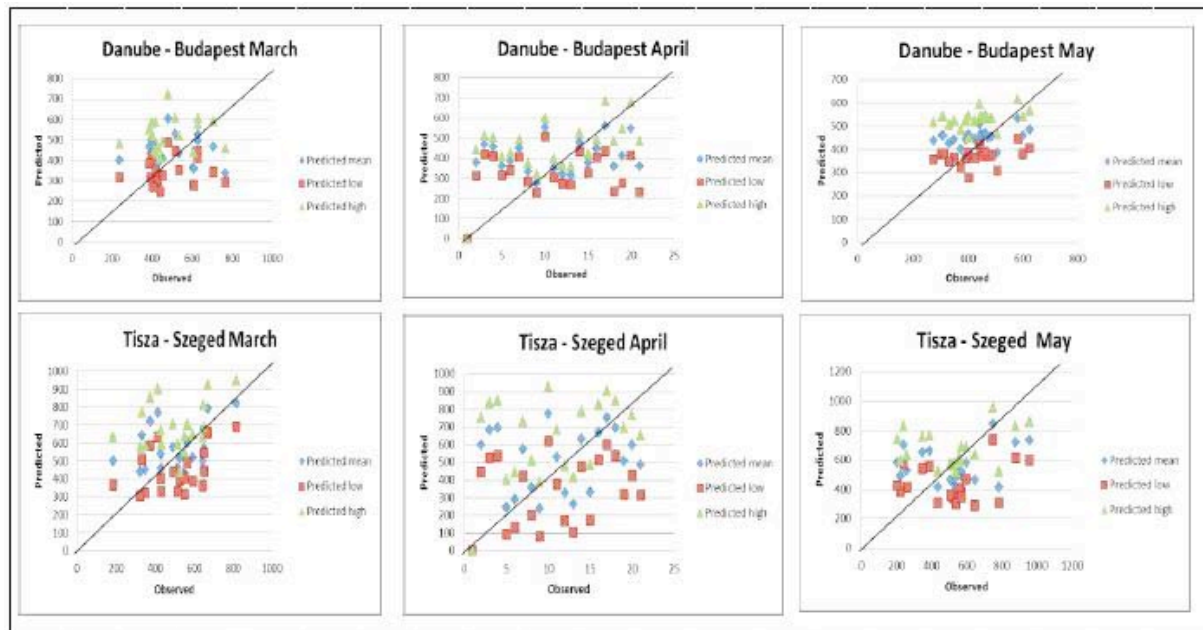 Danube - Budapest March
800
700
600
500
400
300
200
100
0
0 200 400 600 800 1000
Predicted
Observed
Predicted mean
Predicted low
Predicted high
Danube - Budapest April
800
700
600
500
400
300
200
100
0
0 5 10 15 20 25
Predicted
Observed
Predicted mean
Predicted low
Predicted high
Danube - Budapest May
700
600
500
400
300
200
100
0
0 200 400 600 800
Predicted
Observed
Predicted mean
Predicted low
Predicted high
Tisza - Szeged March
1000
900
800
700
600
500
400
300
200
100
0
0 200 400 600 800 1000
Predicted
Observed
Predicted mean
Predicted low
Predicted high
Tisza - Szeged April
1000
900
800
700
600
500
400
300
200
100
0
0 5 10 15 20 25
Predicted
Observed
Predicted mean
Predicted low
Predicted high
Tisza - Szeged May
1200
1000
800
600
400
200
0
0 200 400 600 800 1000 1200
Predicted
Observed
Predicted mean
Predicted low
Predicted high